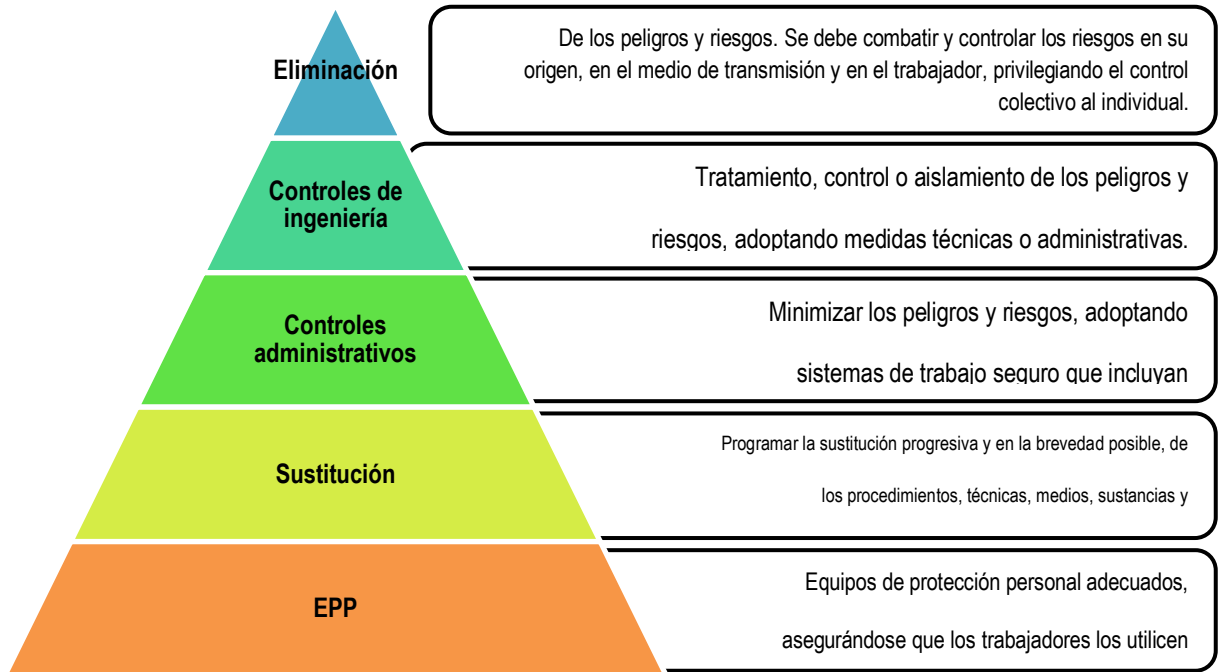 Eliminación
De los peligros y riesgos. Se debe combatir y controlar los riesgos en su
origen, en el medio de transmisión y en el trabajador, privilegiando el control
colectivo al individual.
Controles de
ingeniería
Tratamiento, control o aislamiento de los peligros y
riesgos, adoptando medidas técnicas o administrativas.
Controles
administrativos
Minimizar los peligros y riesgos, adoptando
sistemas de trabajo seguro que incluyan
Sustitución
Programar la sustitución progresiva y en la brevedad posible, de
los procedimientos, técnicas, medios, sustancias y
EPP
Equipos de protección personal adecuados,
asegurándose que los trabajadores los utilicen